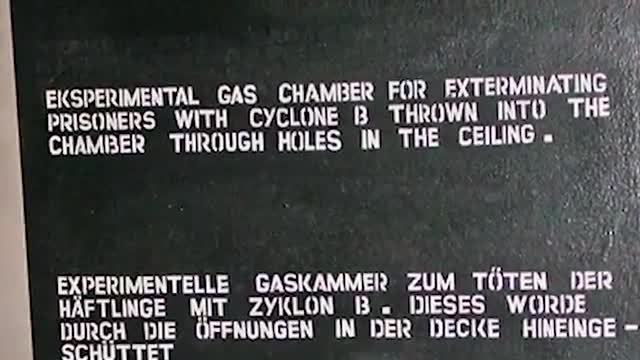 EKSPERIMENTAL GAS CHAMBER FOR EXTERMINATING
PRISONERS WITH CYCLONE B THROWN INTO THE
CHAMBER THROUGH HOLES IN THE CEILING.
EXPERIMENTELLE GASKAMMER ZUM TÖTEN DER
HÄFTLINGE MIT ZYKLON B. DIESES WORDE
DURCH DIE ÖFFNUNGEN IN DER DECKE HINEINGE-
SCHÜTTET